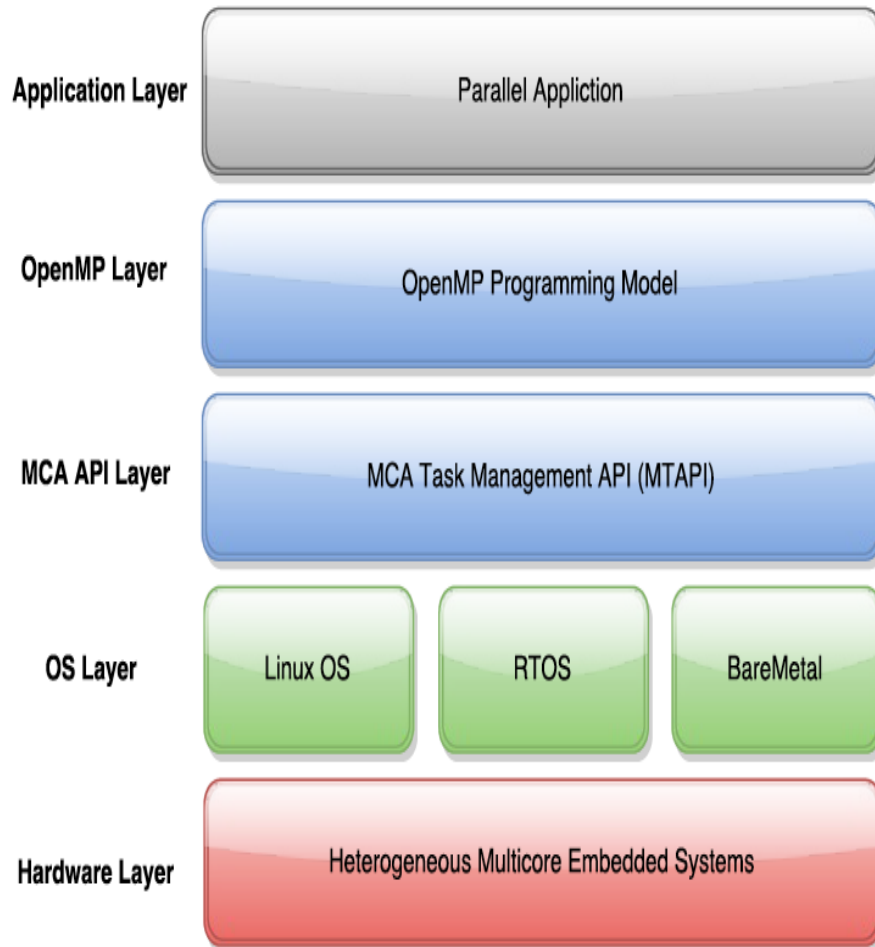 Application Layer
Parallel Appliction
OpenMP Layer
OpenMP Programming Model
MCA API Layer
MCA Task Management API (MTAPI)
OS Layer
Linux OS
RTOS
BareMetal
Hardware Layer
Heterogeneous Multicore Embedded Systems